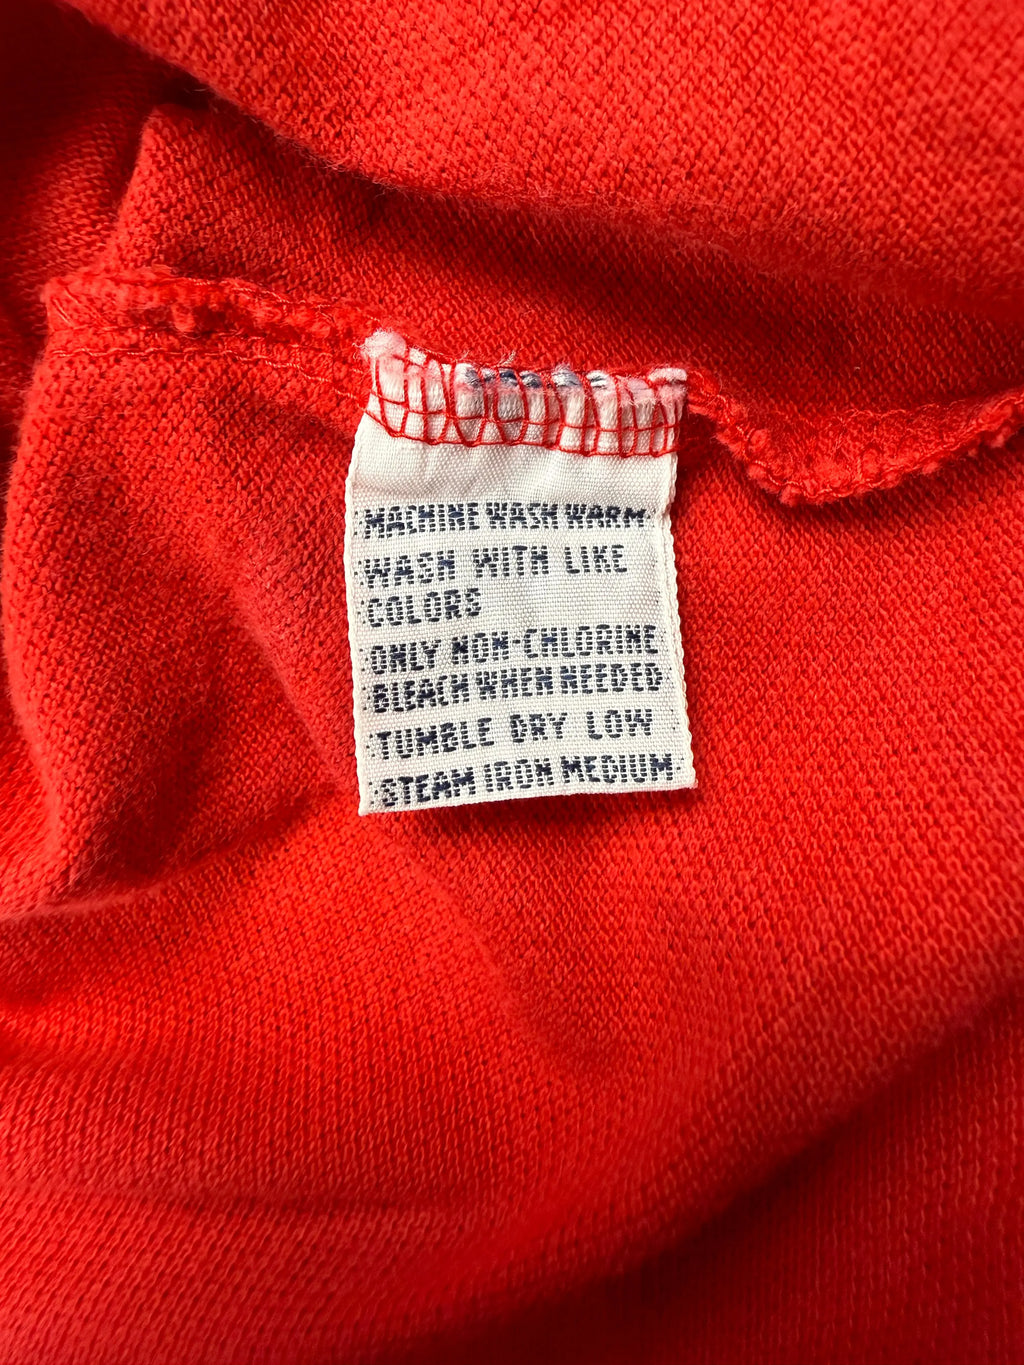 MACHINE WASH WARM
WASH WITH LIKE
COLORS
ONLY NON-CHLORINE
BLEACH WHEN NEEDED
TUMBLE DRY LOW
STEAM IRON MEDIUM